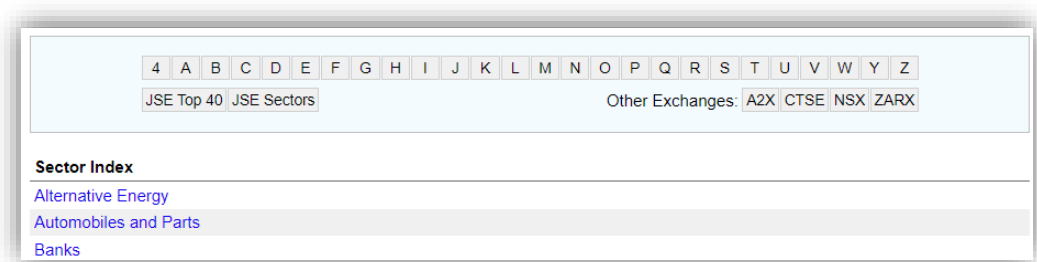 4 A B C D E F G H I J K L M N O P Q R S T U V W Y Z
JSE Top 40 JSE Sectors Other Exchanges: A2X CTSE NSX ZARX
Sector Index
Alternative Energy
Automobiles and Parts
Banks